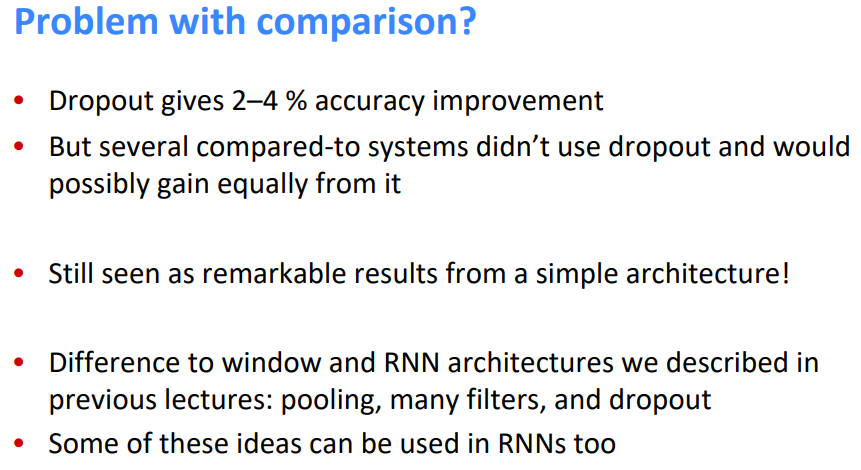 Problem with comparison?
• Dropout gives 2–4 % accuracy improvement
• But several compared-to systems didn’t use dropout and would
possibly gain equally from it
• Still seen as remarkable results from a simple architecture!
• Difference to window and RNN architectures we described in
previous lectures: pooling, many filters, and dropout
• Some of these ideas can be used in RNNs too